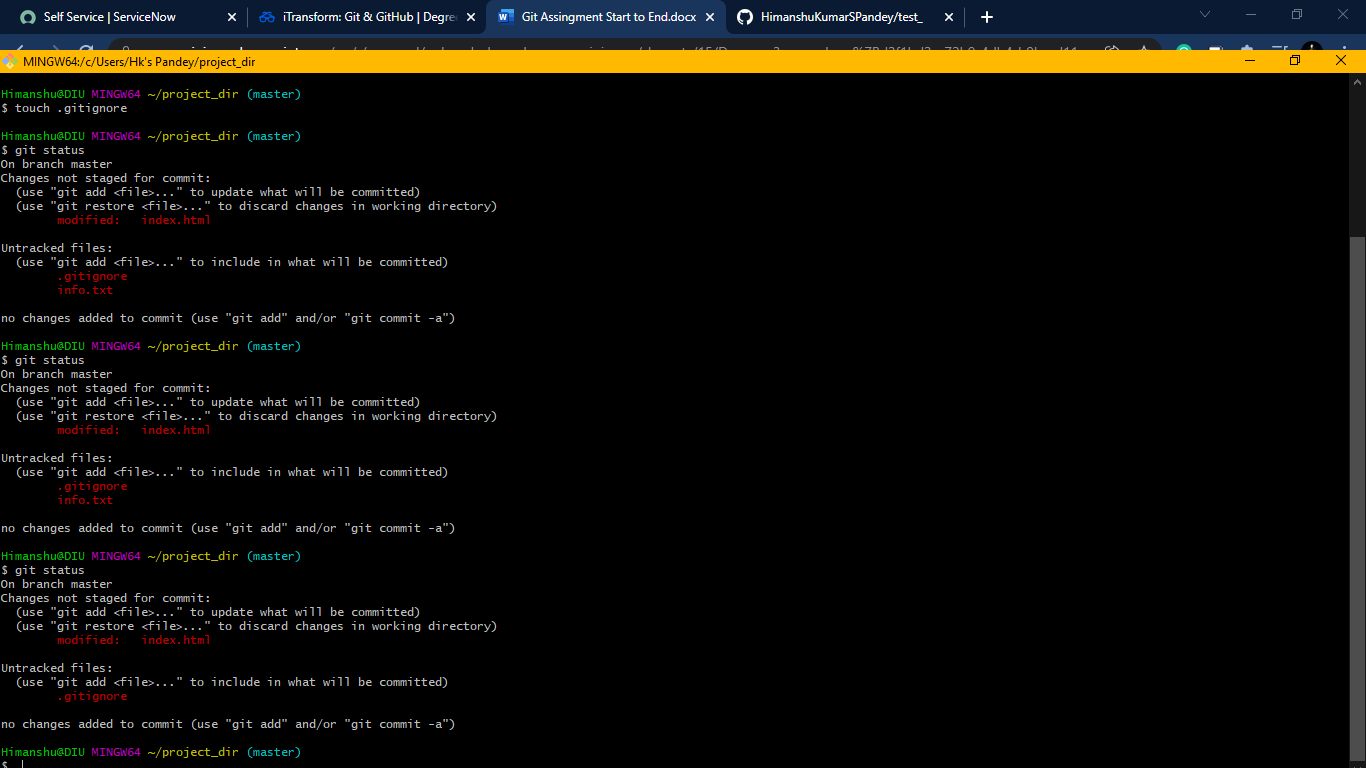 Self Service | ServiceNow
iTransform: Git & GitHub | Degre
Git Assingment Start to End.docx
HimanshuKumarSPandey/test_
MINGW64:/c/Users/Hk's Pandey/project_dir
Himanshu@DIU MINGW64 ~/project_dir (master)
$ touch .gitignore
Himanshu@DIU MINGW64 ~/project_dir (master)
$ git status
On branch master
Changes not staged for commit:
(use "git add <file>..." to update what will be committed)
(use "git restore <file>..." to discard changes in working directory)
modified: index.html
Untracked files:
(use "git add <file>..." to include in what will be committed)
.gitignore
info.txt
no changes added to commit (use "git add" and/or "git commit -a")
Himanshu@DIU MINGW64 ~/project_dir (master)
$ git status
On branch master
Changes not staged for commit:
(use "git add <file>..." to update what will be committed)
(use "git restore <file>..." to discard changes in working directory)
modified: index.html
Untracked files:
(use "git add <file>..." to include in what will be committed)
.gitignore
info.txt
no changes added to commit (use "git add" and/or "git commit -a")
Himanshu@DIU MINGW64 ~/project_dir (master)
$ git status
On branch master
Changes not staged for commit:
(use "git add <file>..." to update what will be committed)
(use "git restore <file>..." to discard changes in working directory)
modified: index.html
Untracked files:
(use "git add <file>..." to include in what will be committed)
.gitignore
no changes added to commit (use "git add" and/or "git commit -a")
Himanshu@DIU MINGW64 ~/project_dir (master)
$